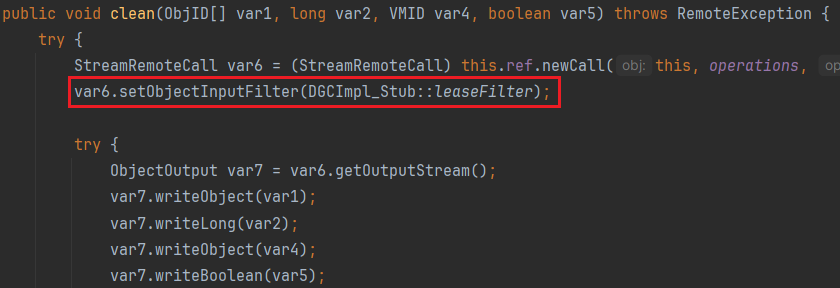 public void clean(ObjID[] var1, long var2, VMID var4, boolean var5) throws RemoteException {
try {
StreamRemoteCall var6 = (StreamRemoteCall) this.ref.newCall( obj: this, operations, op
var6.setObjectInputFilter(DGCImpl_Stub::leaseFilter);
try {
ObjectOutput var7 = var6.getOutputStream();
var7.writeObject(var1);
var7.writeLong(var2);
var7.writeObject(var4);
var7.writeBoolean(var5);